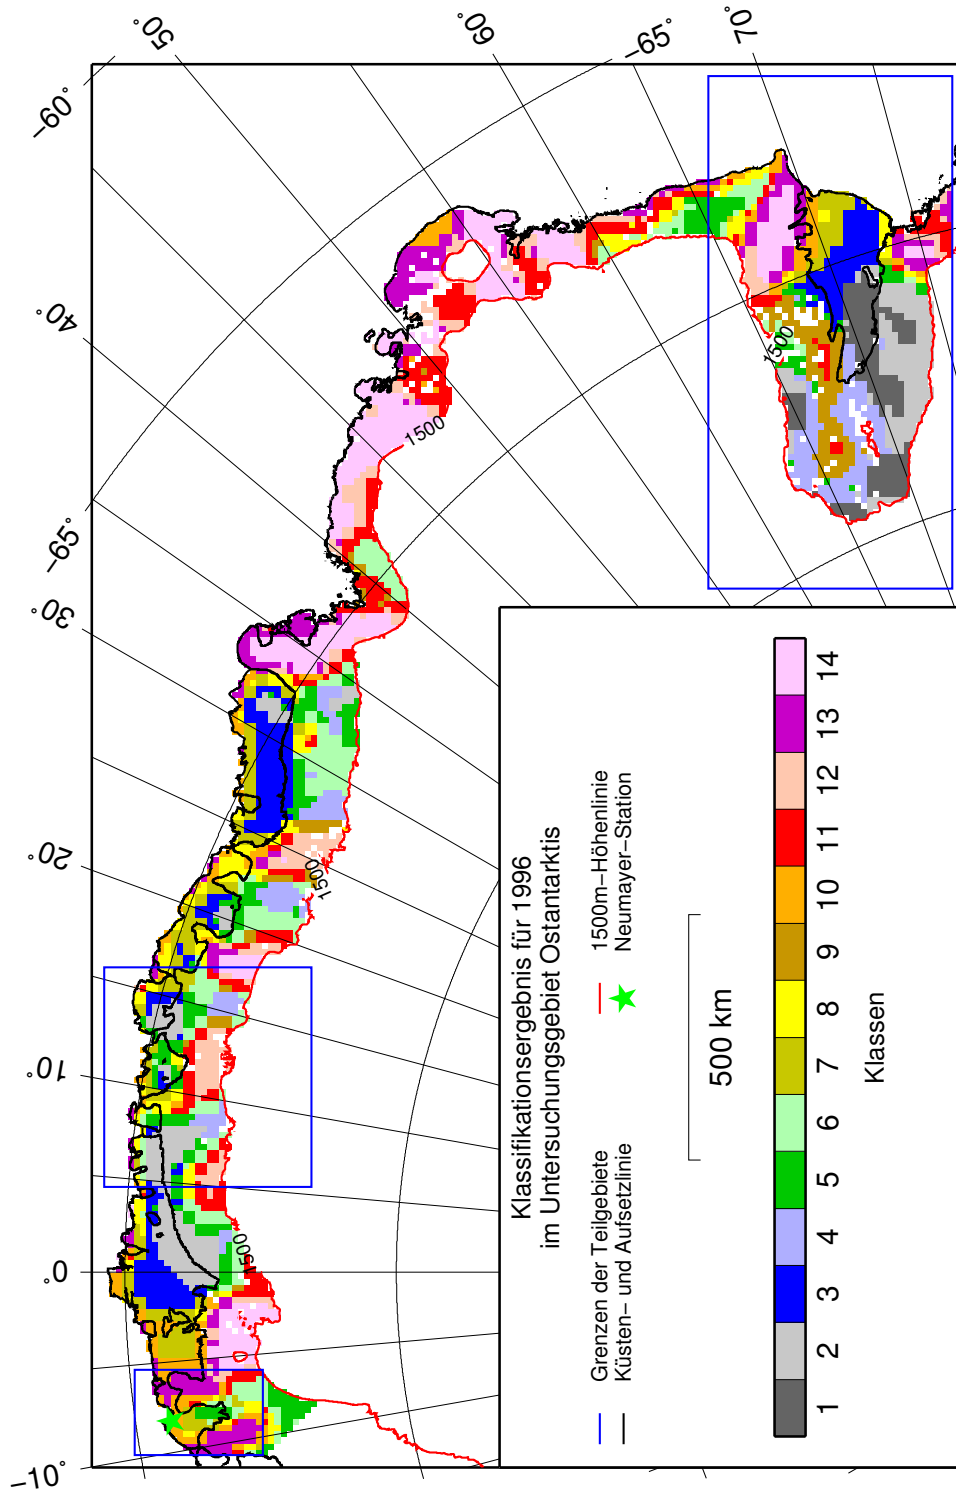 −60°
50°
60°
−65°
70°
40°
−65°
30°
20°
10°
0°
−10°
1500
1500
1500
1500
Klassifikationsergebnis für 1996
im Untersuchungsgebiet Ostantarktis
Grenzen der Teilgebiete
Küsten− und Aufsetzlinie
1500m−Höhenlinie
Neumayer−Station
500 km
1 2 3 4 5 6 7 8 9 10 11 12 13 14
Klassen